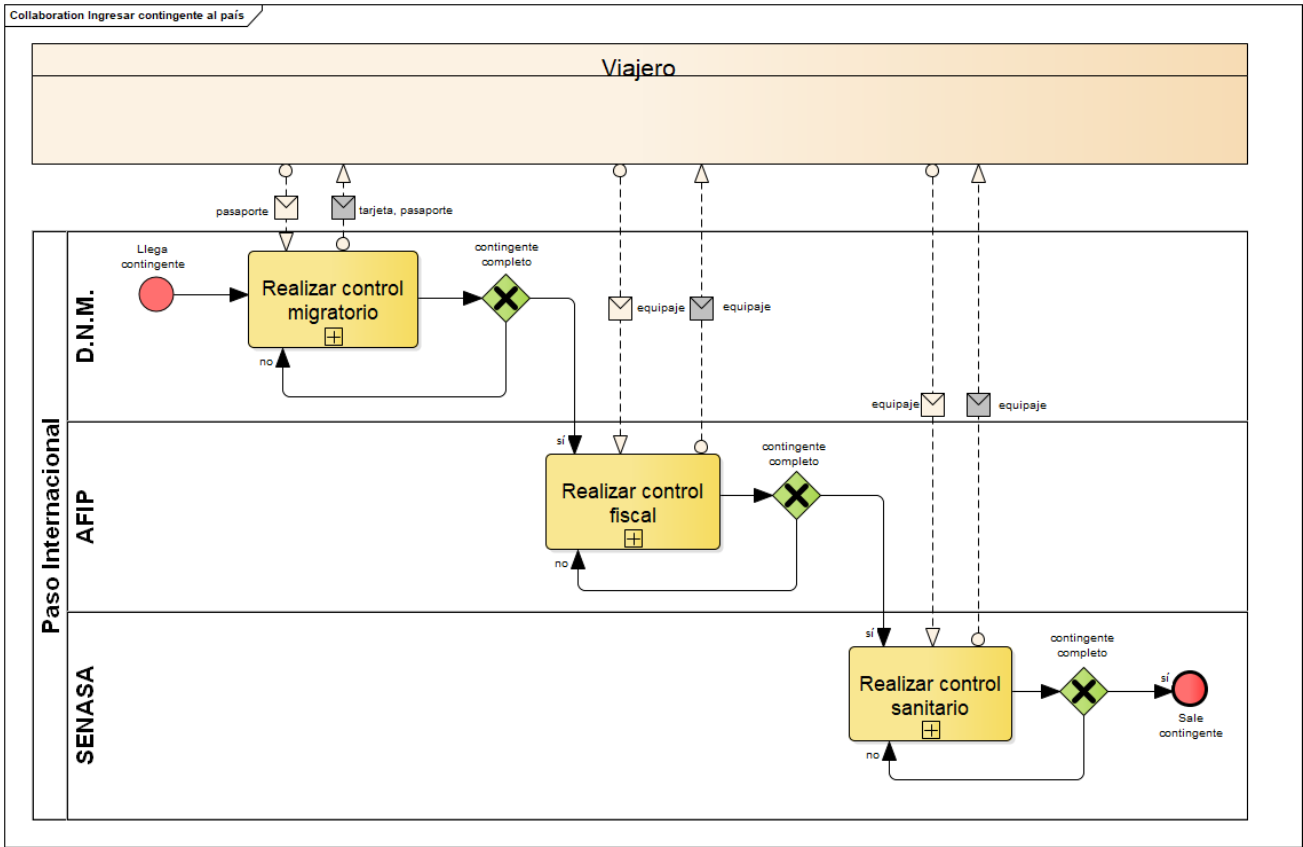 Collaboration Ingresar contingente al país
Viajero
pasaporte
tarjeta, pasaporte
Paso Internacional
D.N.M.
Llega
contingente
Realizar control
migratorio
contingente
completo
no
equipaje
equipaje
equipaje
equipaje
AFIP
sí
Realizar control
fiscal
contingente
completo
no
SENASA
sí
Realizar control
sanitario
contingente
completo
sí
no
Sale
contingente